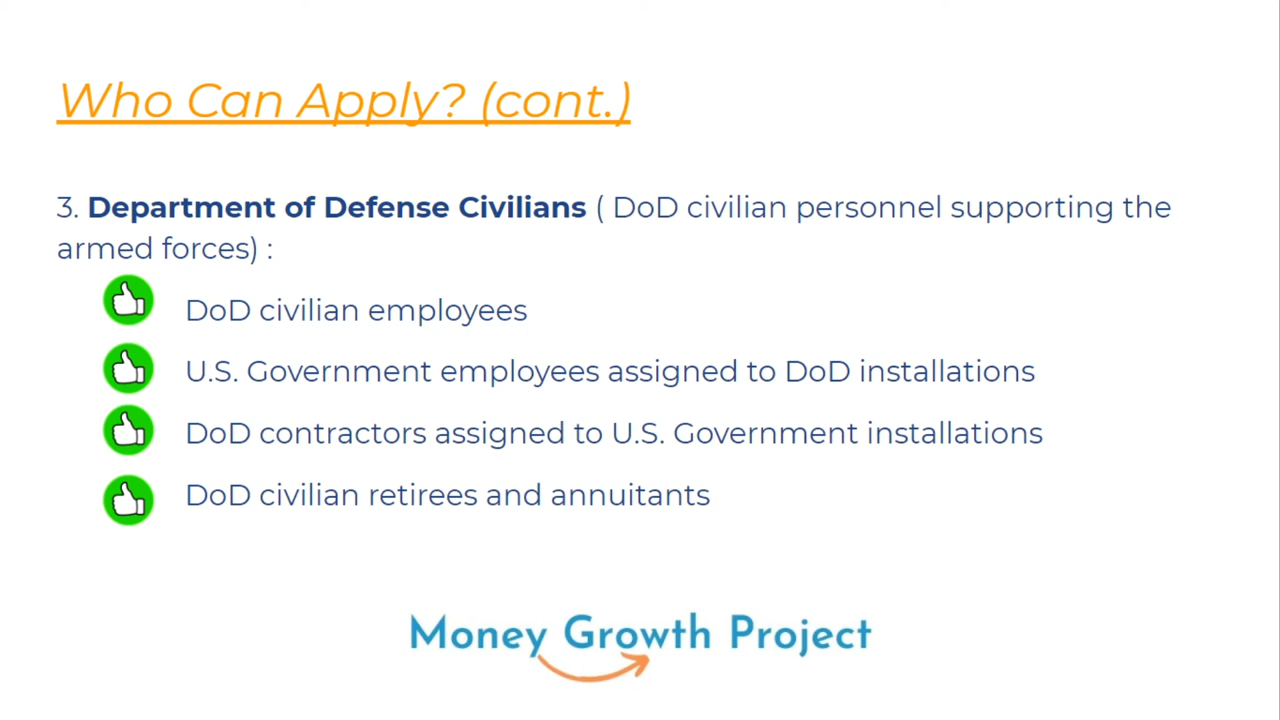 Who Can Apply? (cont.)
3. Department of Defense Civilians ( DoD civilian personnel supporting the
armed forces) :
DoD civilian employees
U.S. Government employees assigned to DoD installations
DoD contractors assigned to U.S. Government installations
DoD civilian retirees and annuitants
Money Growth Project